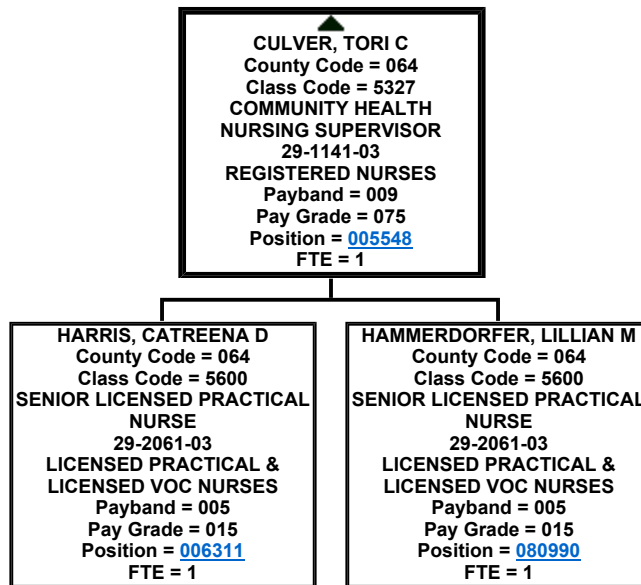 CULVER, TORI C
County Code = 064
Class Code = 5327
COMMUNITY HEALTH
NURSING SUPERVISOR
29-1141-03
REGISTERED NURSES
Payband = 009
Pay Grade = 075
Position = 005548
FTE = 1
HARRIS, CATREENA D
County Code = 064
Class Code = 5600
SENIOR LICENSED PRACTICAL
NURSE
29-2061-03
LICENSED PRACTICAL &
LICENSED VOC NURSES
Payband = 005
Pay Grade = 015
Position = 006311
FTE = 1
HAMMERDORFER, LILLIAN M
County Code = 064
Class Code = 5600
SENIOR LICENSED PRACTICAL
NURSE
29-2061-03
LICENSED PRACTICAL &
LICENSED VOC NURSES
Payband = 005
Pay Grade = 015
Position = 080990
FTE = 1